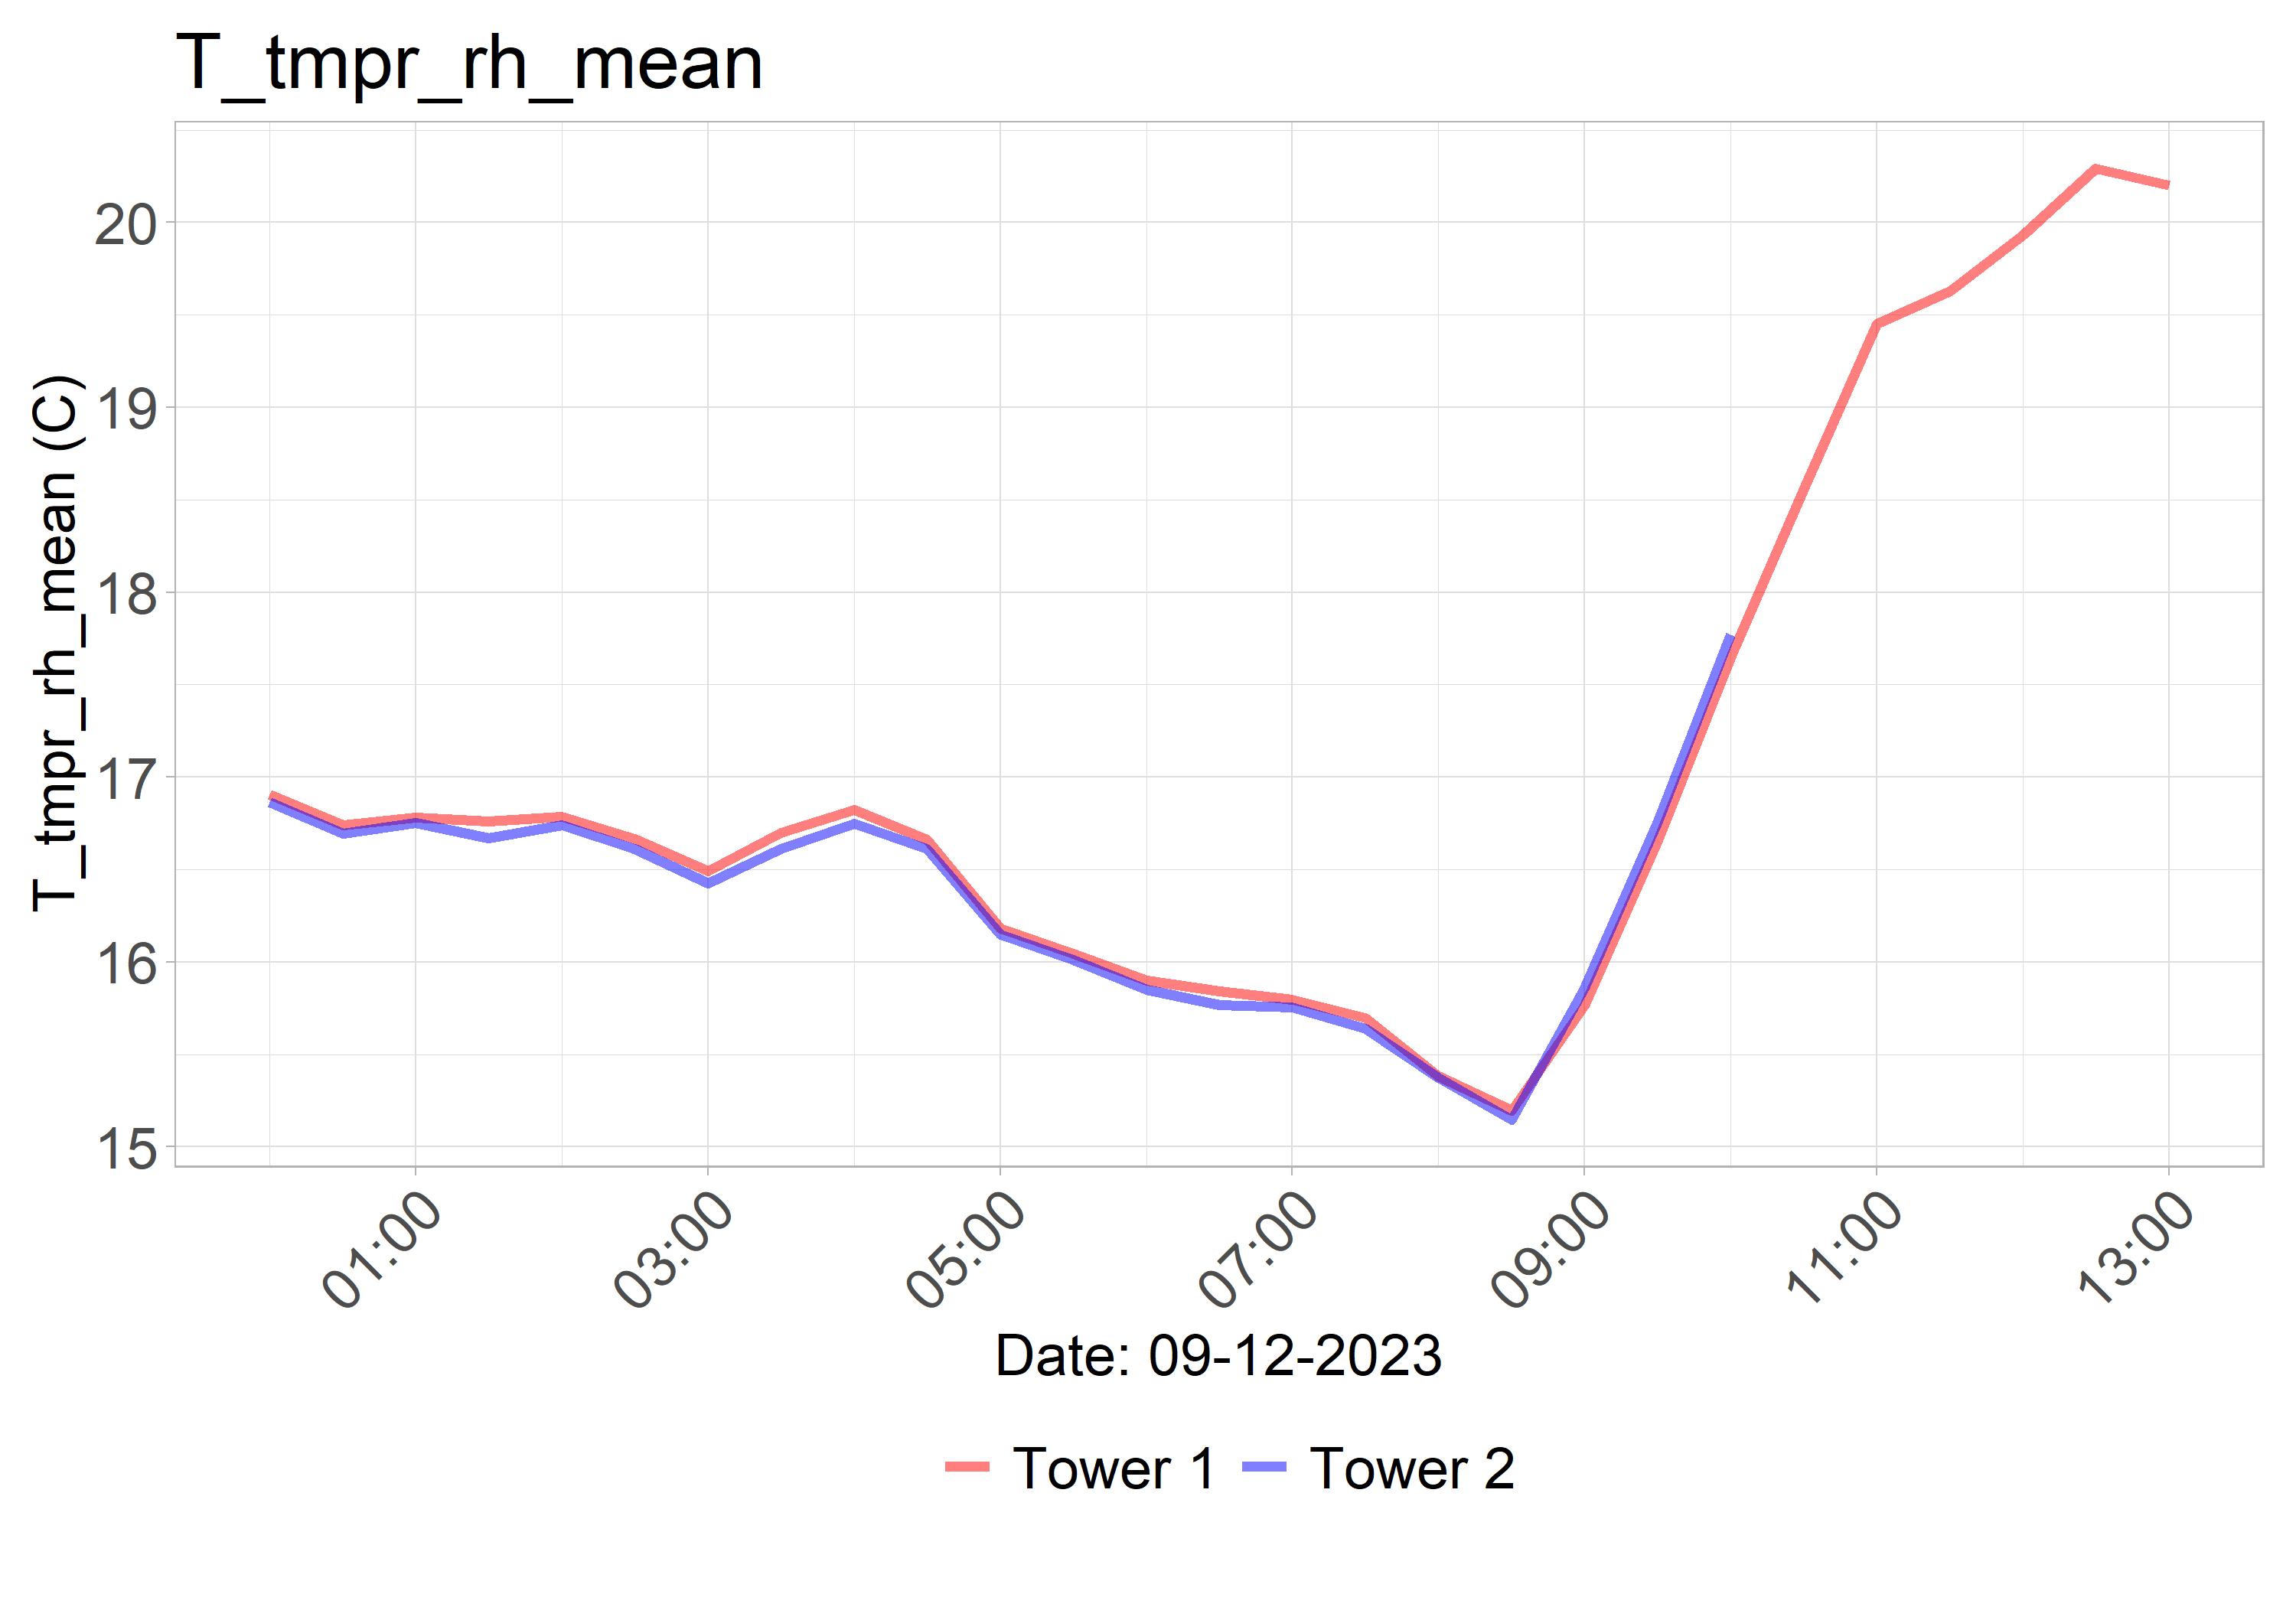 T_tmpr_rh_mean
T_tmpr_rh_mean (C)
20
19
18
17
16
15
01:00
03:00
05:00
07:00
09:00
11:00
13:00
Date: 09-12-2023
Tower 1
Tower 2